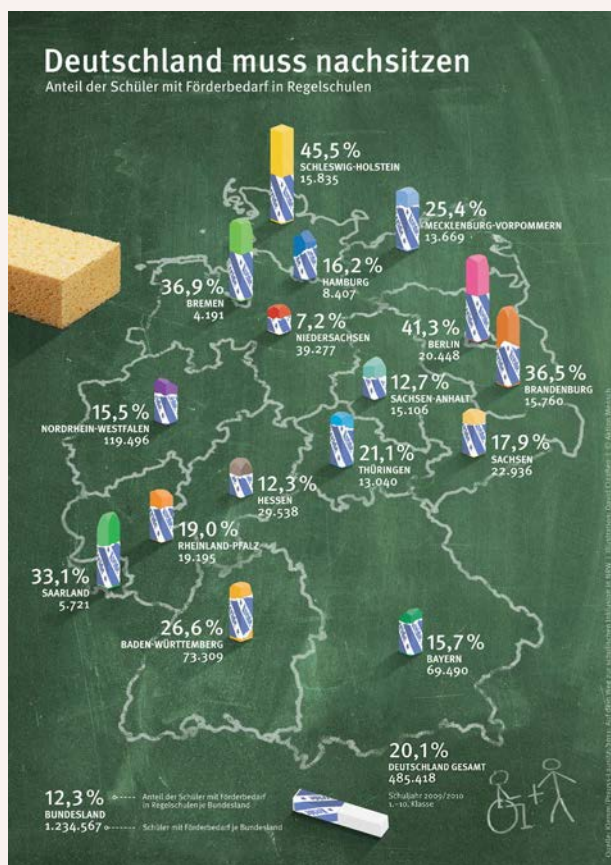 Deutschland muss nachsitzen
Anteil der Schüler mit Förderbedarf in Regelschulen
45,5 %
SCHLESWIG-HOLSTEIN
15.835
25,4 %
MECKLENBURG-VORPOMMERN
13.669
36,9 %
BREMEN
4.191
16,2 %
HAMBURG
8.407
7,2 %
NIEDERSACHSEN
39.277
41,3 %
BERLIN
20.448
36,5 %
BRANDENBURG
15.760
15,5 %
NORDRHEIN-WESTFALEN
119.496
12,7 %
SACHSEN-ANHALT
15.106
21,1 %
THÜRINGEN
13.040
17,9 %
SACHSEN
22.936
12,3 %
HESSEN
29.538
19,0 %
RHEINLAND-PFALZ
19.195
33,1 %
SAARLAND
5.721
26,6 %
BADEN-WÜRTTEMBERG
73.309
15,7 %
BAYERN
69.490
20,1 %
DEUTSCHLAND GESAMT
485.418
Schuljahr 2009/2010
1.-10. Klasse
12,3 %
BUNDESLAND
1.234.567
Anteil der Schüler mit Förderbedarf
in Regelschulen je Bundesland
Schüler mit Förderbedarf je Bundesland